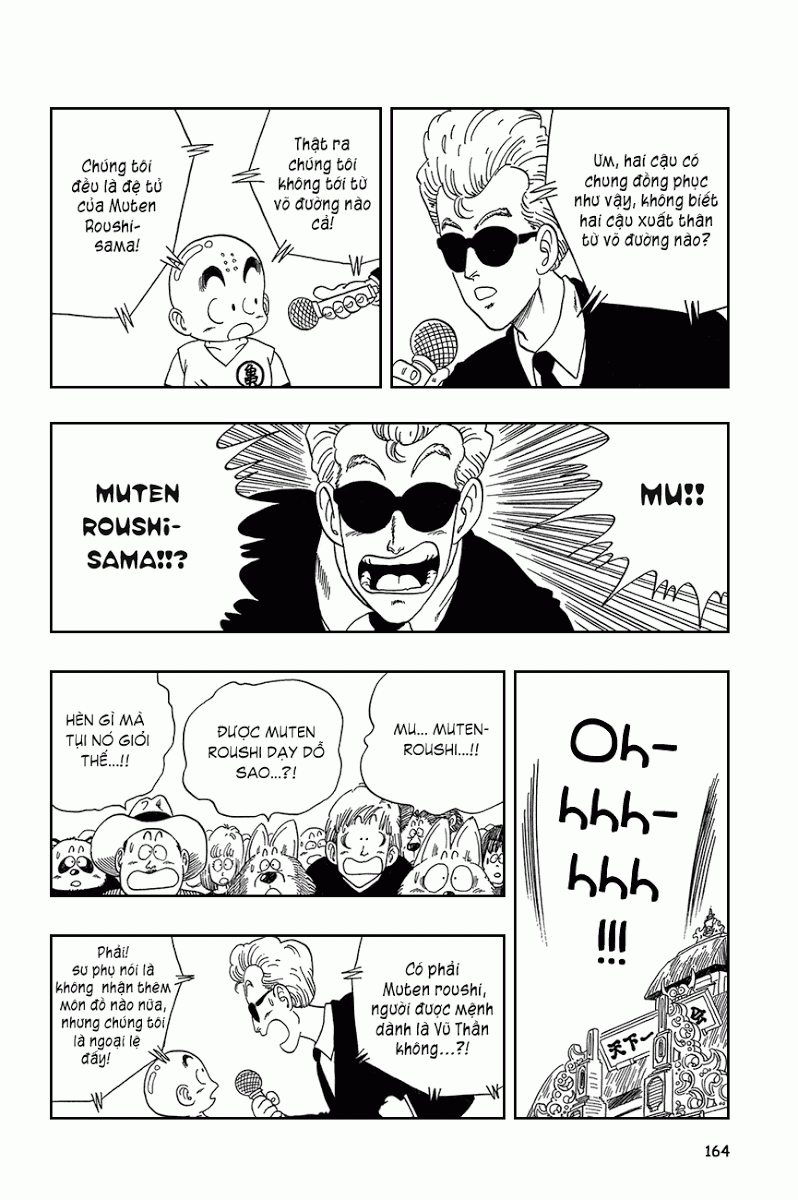 Ưm, hai cậu có
chung đồng phục
như vậy, không biết
hai cậu xuất thân
từ võ đường nào?
Thật ra
chúng tôi
không tới từ
võ đường nào
cả!
Chúng tôi
đều là đệ tử
của Muten
Roushi-
sama!
亀
MU!!
MUTEN
ROUSHI-
SAMA!!?
Oh-
hhh-
hhh
!!!
天下一
会
MU... MUTEN-
ROUSHI...!!
ĐƯỢC MUTEN
ROUSHI DẠY DỖ
SAO...?!
HÈN GÌ MÀ
TỤI NÓ GIỎI
THẾ...!!
Có phải
Muten roushi,
người được mệnh
dành là Vũ Thần
không...?!
Phải!
sư phụ nói là
không nhận thêm
môn đồ nào nữa,
nhưng chúng tôi
là ngoại lệ
đấy!
164